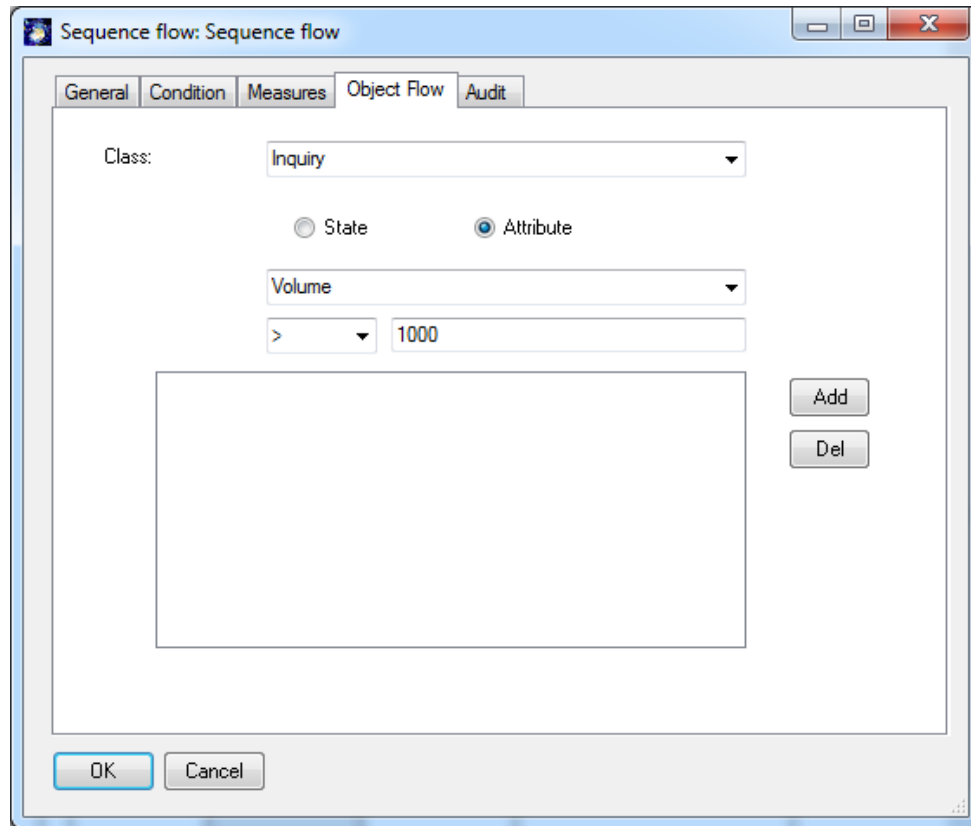 Sequence flow: Sequence flow
General Condition Measures Object Flow Audit
Class: Inquiry
State Attribute
Volume
> 1000
Add
Del
OK Cancel